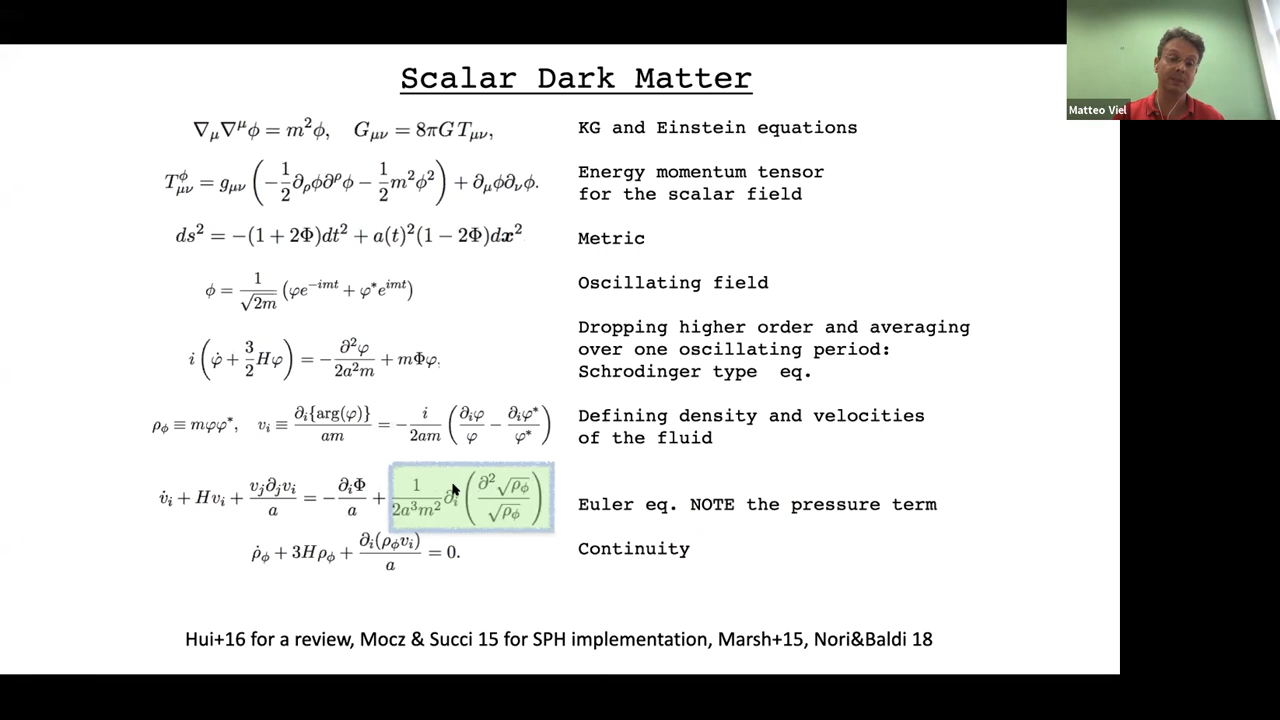 Scalar Dark Matter
∇_μ∇^μ φ = m²φ,   G_μν = 8πG T_μν,   KG and Einstein equations
T^ϕ_μν = g_μν ( −1/2 ∂_ρϕ∂^ρϕ − 1/2 m²ϕ² ) + ∂_μϕ∂_νϕ.   Energy momentum tensor
for the scalar field
ds² = −(1 + 2Φ)dt² + a(t)²(1 − 2Φ)d𝒙²   Metric
ϕ = 1/√(2m) (φe^{−imt} + φ*e^{imt})   Oscillating field
Dropping higher order and averaging
over one oscillating period:
i ( φ̇ + 3/2 Hφ ) = − ∂²φ/(2a²m) + mΦφ,   Schrodinger type eq.
ρ_ϕ ≡ mφφ*,   v_i ≡ ∂_i{arg(φ)}/(am) = − i/(2am) ( ∂_iφ/φ − ∂_iφ*/φ* )   Defining density and velocities
of the fluid
v̇_i + Hv_i + v_j∂_jv_i/a = − ∂_iΦ/a + 1/(2a³m²) ∂_i ( ∂²√ρ_ϕ/√ρ_ϕ )   Euler eq. NOTE the pressure term
ρ̇_ϕ + 3Hρ_ϕ + ∂_i(ρ_ϕv_i)/a = 0.   Continuity
Hui+16 for a review, Mocz & Succi 15 for SPH implementation, Marsh+15, Nori&Baldi 18
Matteo Viel